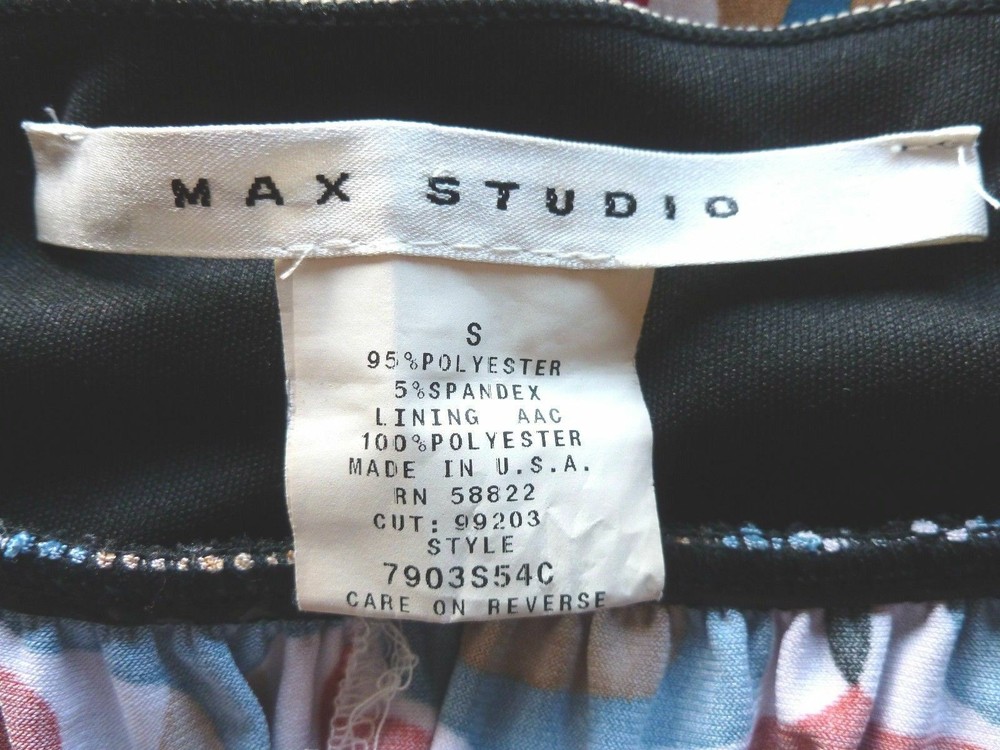 MAX STUDIO
S
95%POLYESTER
5%SPANDEX
LINING AAC
100%POLYESTER
MADE IN U.S.A.
RN 58822
CUT: 99203
STYLE
7903S54C
CARE ON REVERSE